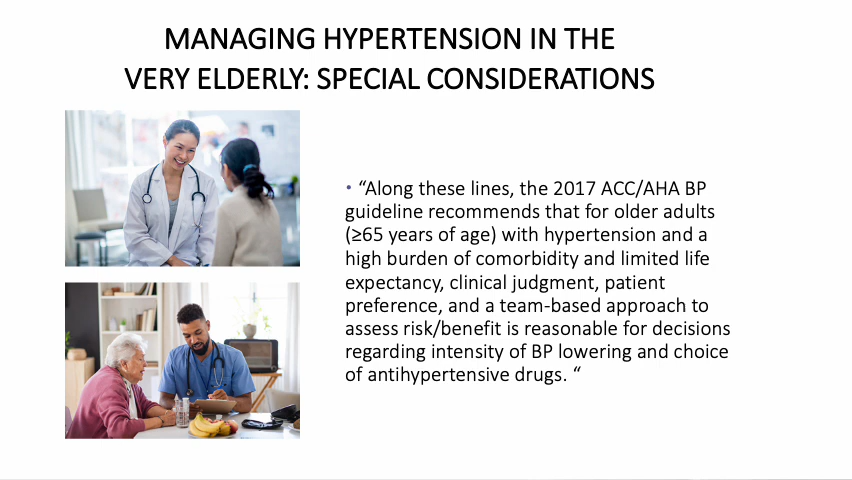 MANAGING HYPERTENSION IN THE
VERY ELDERLY: SPECIAL CONSIDERATIONS
• “Along these lines, the 2017 ACC/AHA BP
guideline recommends that for older adults
(≥65 years of age) with hypertension and a
high burden of comorbidity and limited life
expectancy, clinical judgment, patient
preference, and a team-based approach to
assess risk/benefit is reasonable for decisions
regarding intensity of BP lowering and choice
of antihypertensive drugs. “